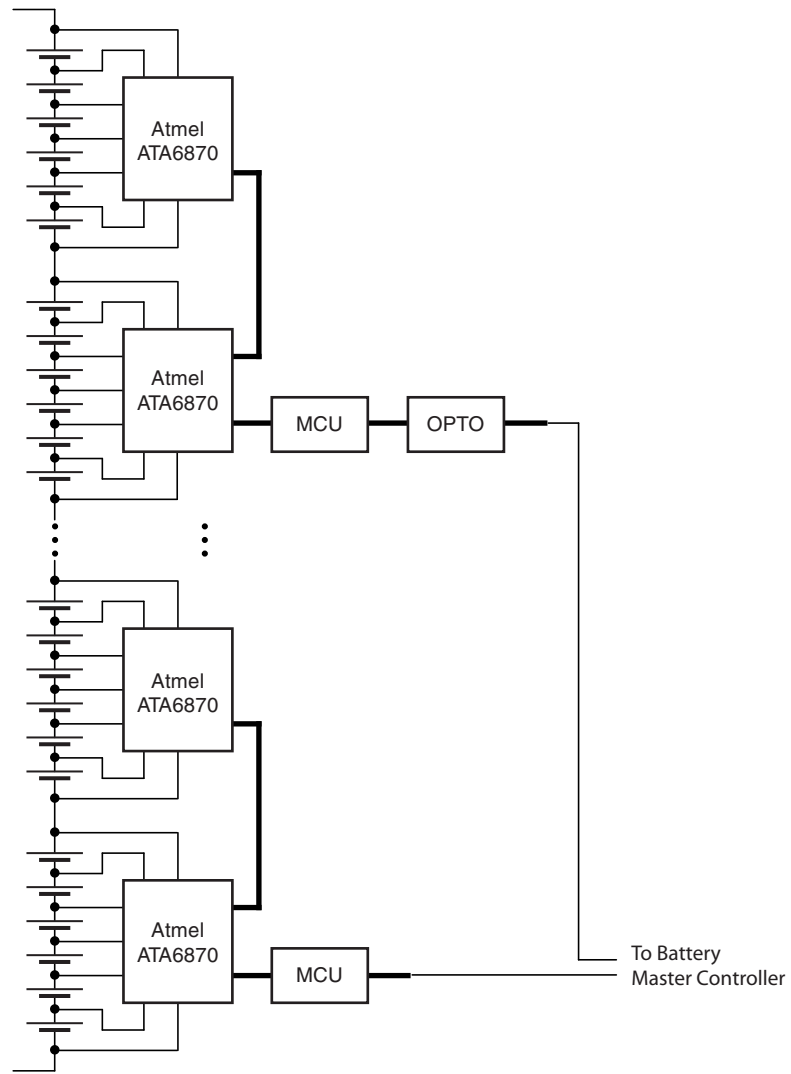 Atmel
ATA6870
Atmel
ATA6870
MCU
OPTO
Atmel
ATA6870
Atmel
ATA6870
MCU
To Battery
Master Controller